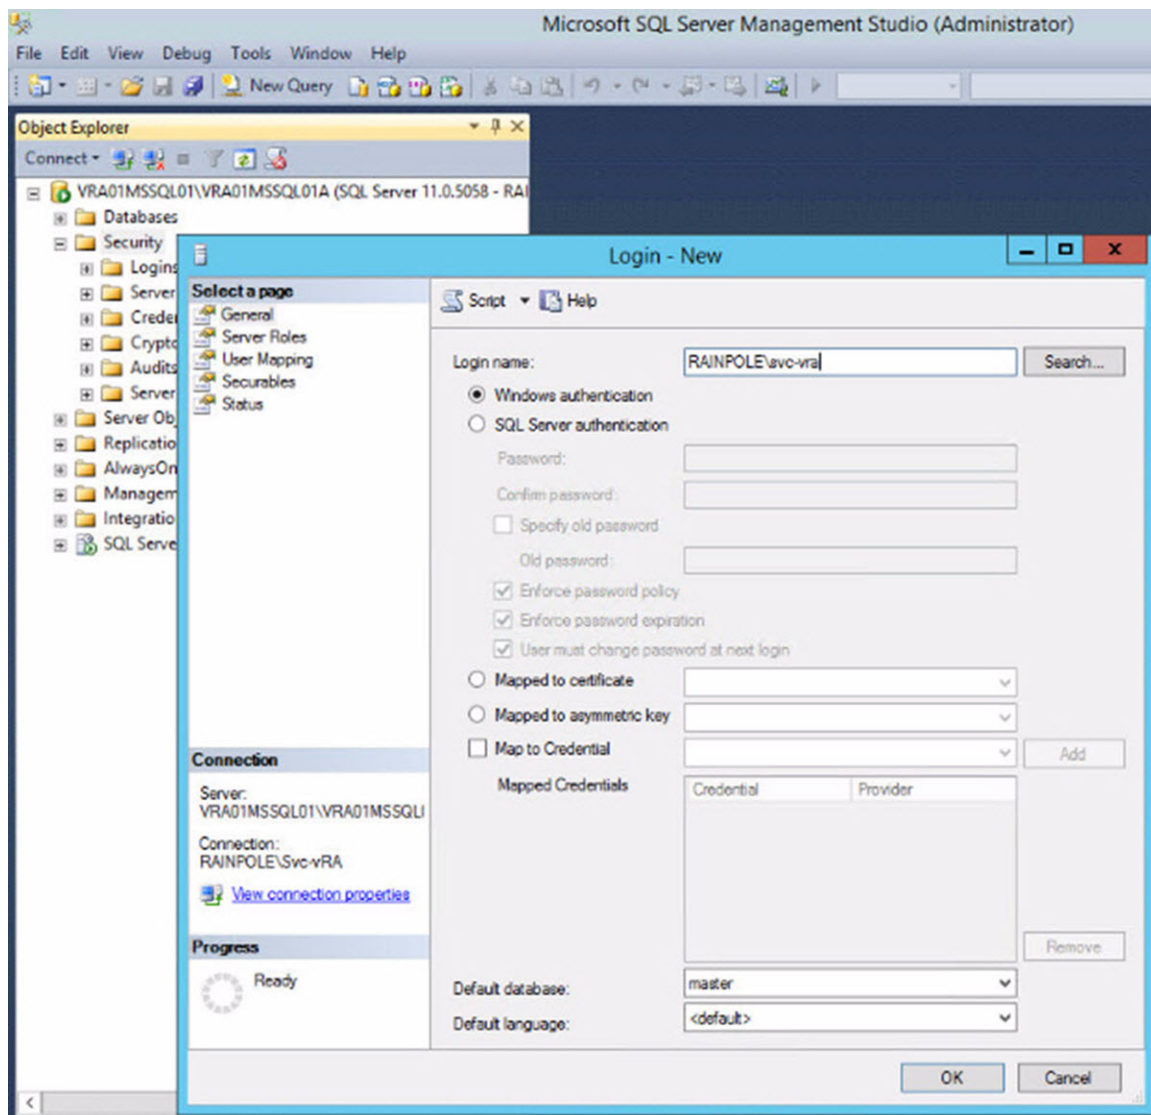 Microsoft SQL Server Management Studio (Administrator)
File Edit View Debug Tools Window Help
New Query
Object Explorer
Connect
VRA01MSSQL01\VRA01MSSQL01A (SQL Server 11.0.5058 - RAI
Databases
Security
Logins
Server
Creder
Crypto
Audits
Server
Server Obj
Replicatio
AlwaysOn
Managem
Integratio
SQL Serve
Login - New
Select a page
General
Server Roles
User Mapping
Securables
Status
Script Help
Login name: RAINPOLE\svc-vra Search...
Windows authentication
SQL Server authentication
Password:
Confirm password:
Specify old password
Old password:
Enforce password policy
Enforce password expiration
User must change password at next login
Mapped to certificate
Mapped to asymmetric key
Map to Credential Add
Mapped Credentials Credential Provider
Remove
Default database: master
Default language: <default>
Connection
Server:
VRA01MSSQL01\VRA01MSSQL(
Connection:
RAINPOLE\Svc-vRA
View connection properties
Progress
Ready
OK Cancel